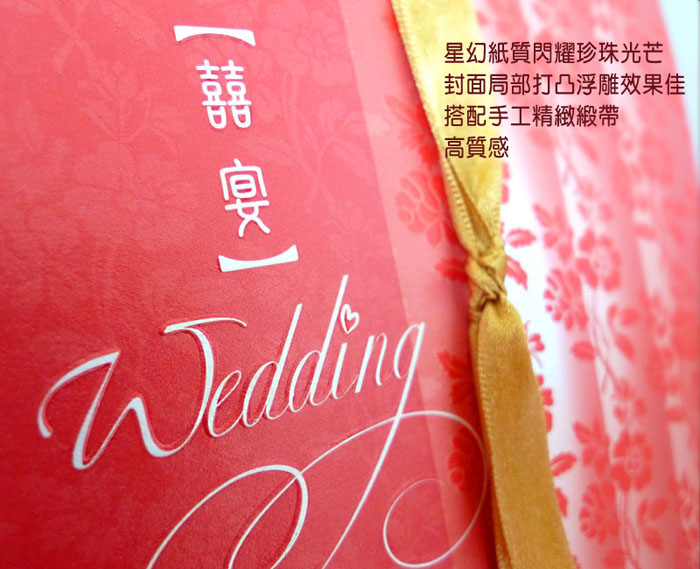 【囍宴】
Wedding
星幻紙質閃耀珍珠光芒
封面局部打凸浮雕效果佳
搭配手工精緻緞帶
高質感